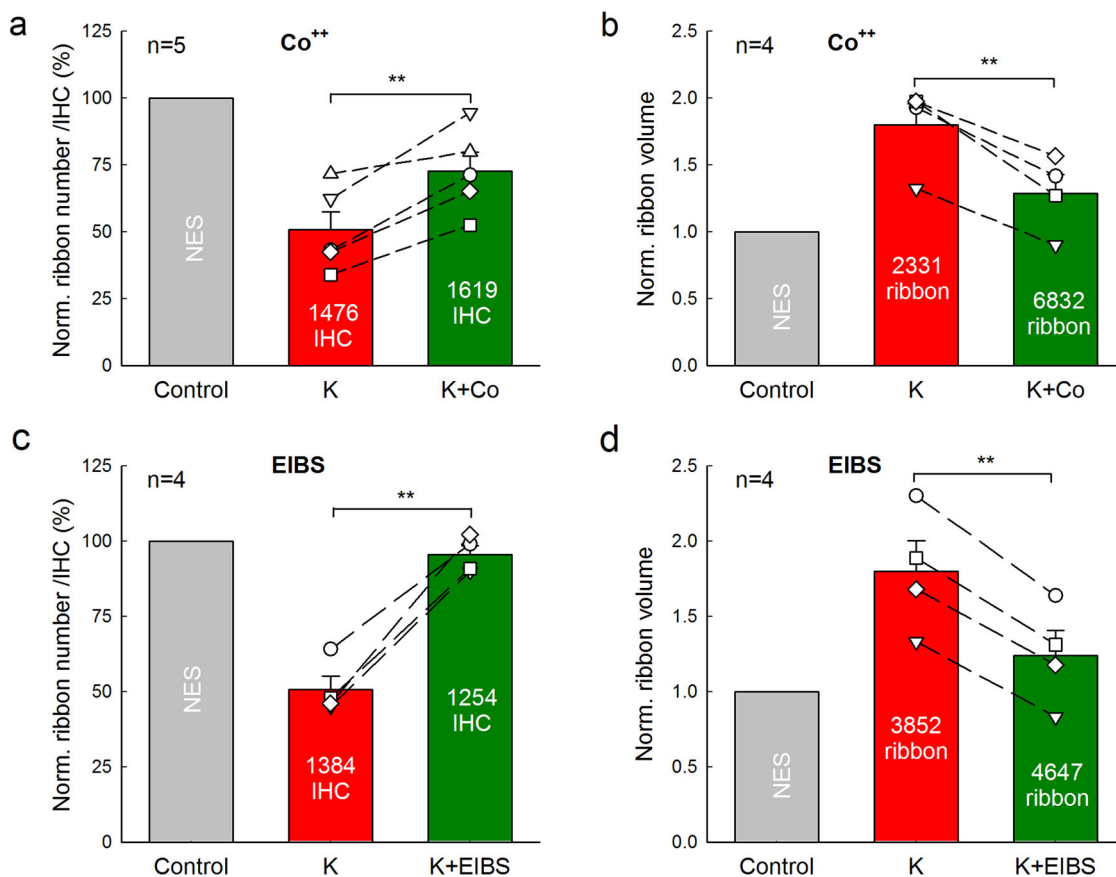 a
n=5
Co++
**
Norm. ribbon number /IHC (%)
125
100
75
50
25
0
NES
1476
IHC
1619
IHC
Control
K
K+Co
b
n=4
Co++
**
Norm. ribbon volume
2.5
2.0
1.5
1.0
0.5
0.0
NES
2331
ribbon
6832
ribbon
Control
K
K+Co
c
n=4
EIBS
**
Norm. ribbon number /IHC (%)
125
100
75
50
25
0
NES
1384
IHC
1254
IHC
Control
K
K+EIBS
d
n=4
EIBS
**
Norm. ribbon volume
2.5
2.0
1.5
1.0
0.5
0.0
NES
3852
ribbon
4647
ribbon
Control
K
K+EIBS